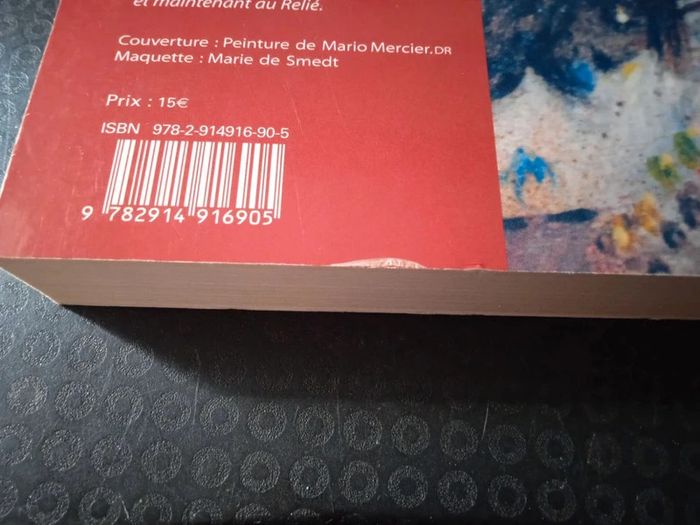 et maintenant au Relié.
Couverture : Peinture de Mario Mercier.DR
Maquette : Marie de Smedt
Prix : 15€
ISBN 978-2-914916-90-5
9 782914 916905